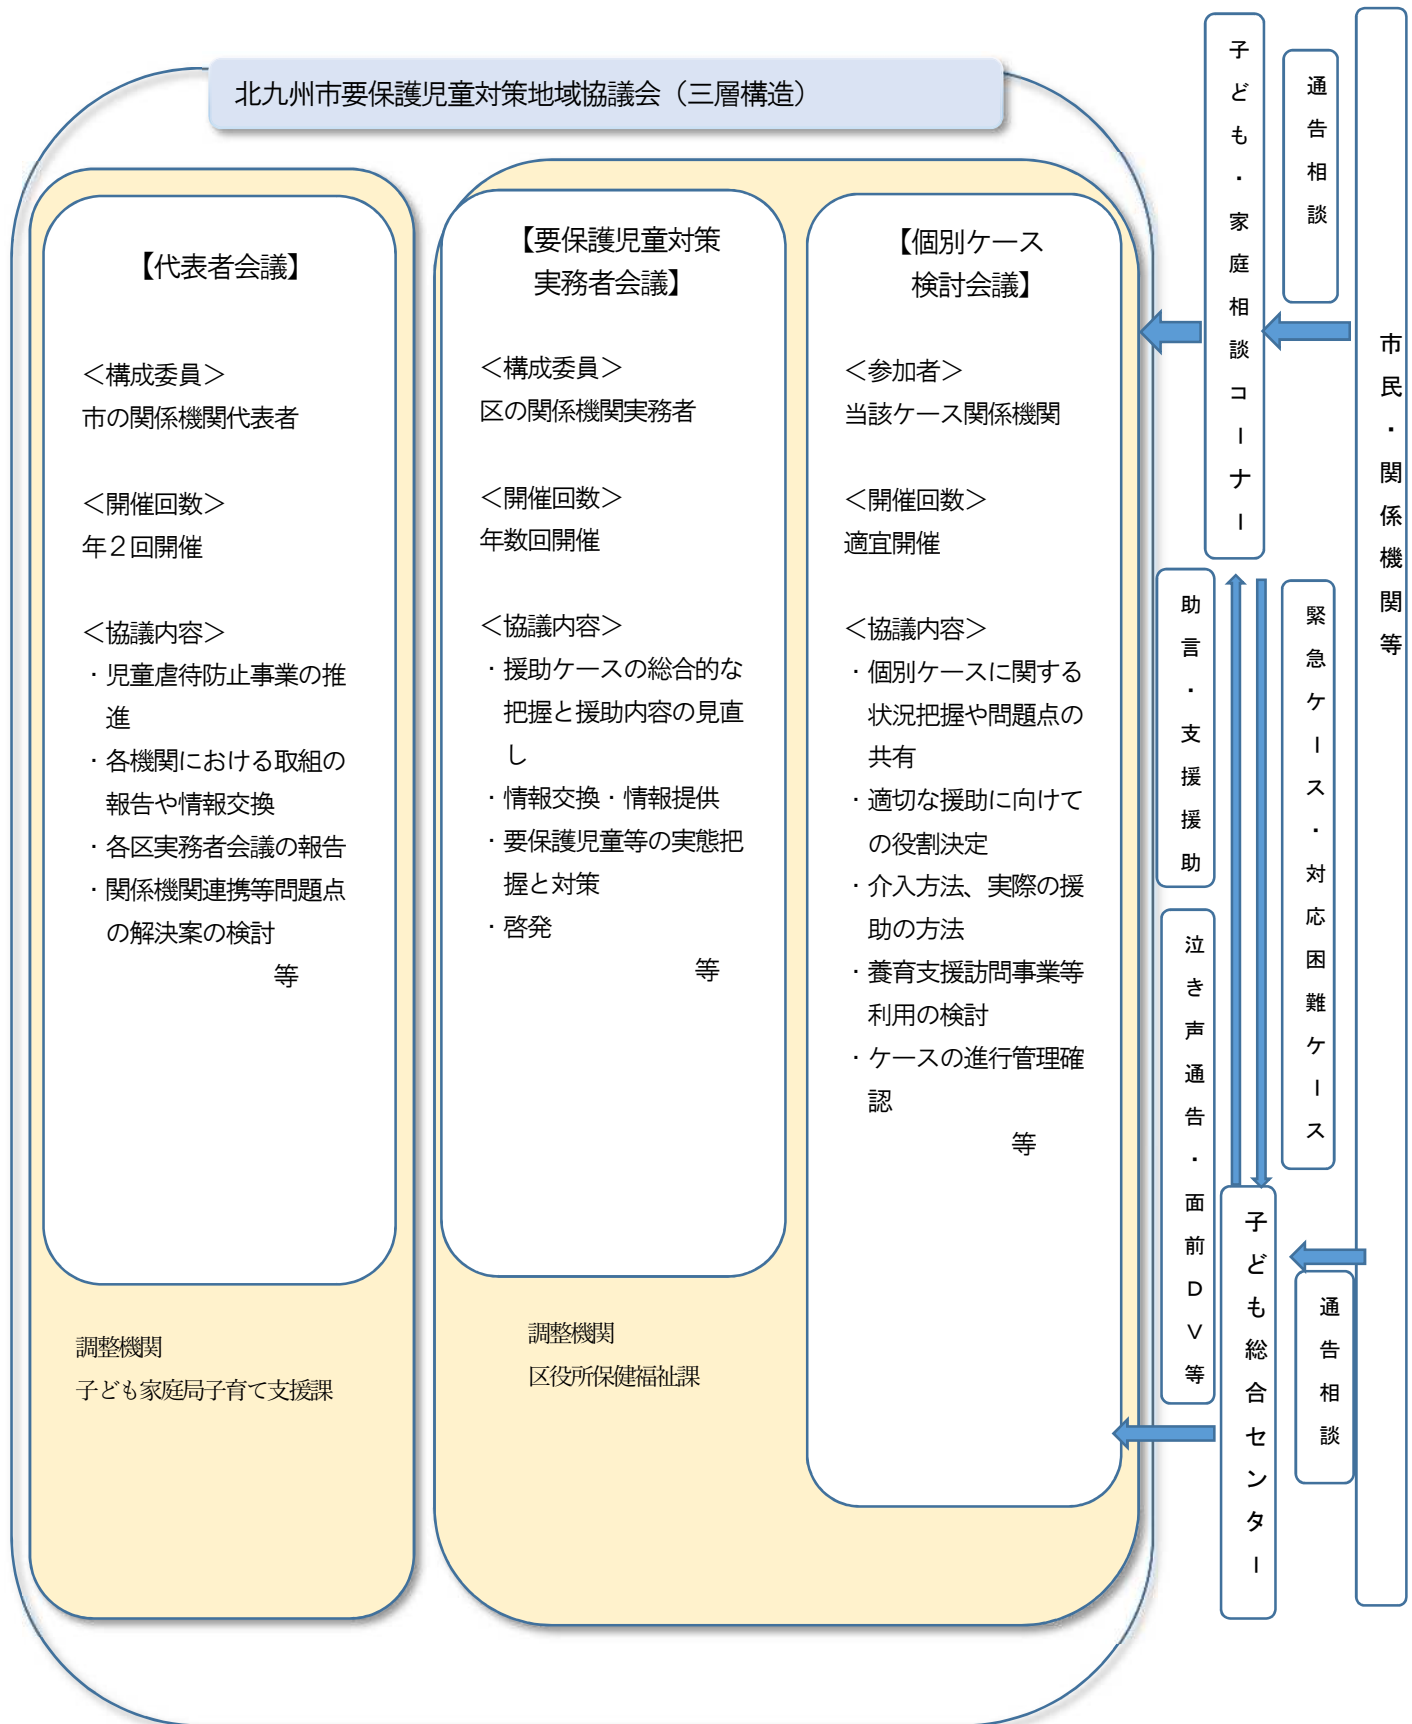 北九州市要保護児童対策地域協議会（三層構造）
【代表者会議】
＜構成委員＞
市の関係機関代表者
＜開催回数＞
年２回開催
＜協議内容＞
・児童虐待防止事業の推
進
・各機関における取組の
報告や情報交換
・各区実務者会議の報告
・関係機関連携等問題点
の解決案の検討
等
調整機関
子ども家庭局子育て支援課
【要保護児童対策
実務者会議】
＜構成委員＞
区の関係機関実務者
＜開催回数＞
年数回開催
＜協議内容＞
・援助ケースの総合的な
把握と援助内容の見直
し
・情報交換・情報提供
・要保護児童等の実態把
握と対策
・啓発
等
調整機関
区役所保健福祉課
【個別ケース
検討会議】
＜参加者＞
当該ケース関係機関
＜開催回数＞
適宜開催
＜協議内容＞
・個別ケースに関する
状況把握や問題点の
共有
・適切な援助に向けて
の役割決定
・介入方法、実際の援
助の方法
・養育支援訪問事業等
利用の検討
・ケースの進行管理確
認
等
子ども・家庭相談コーナー
通告相談
市民・関係機関等
助言・支援援助
緊急ケース・対応困難ケース
泣き声通告・面前ＤＶ等
子ども総合センター
通告相談